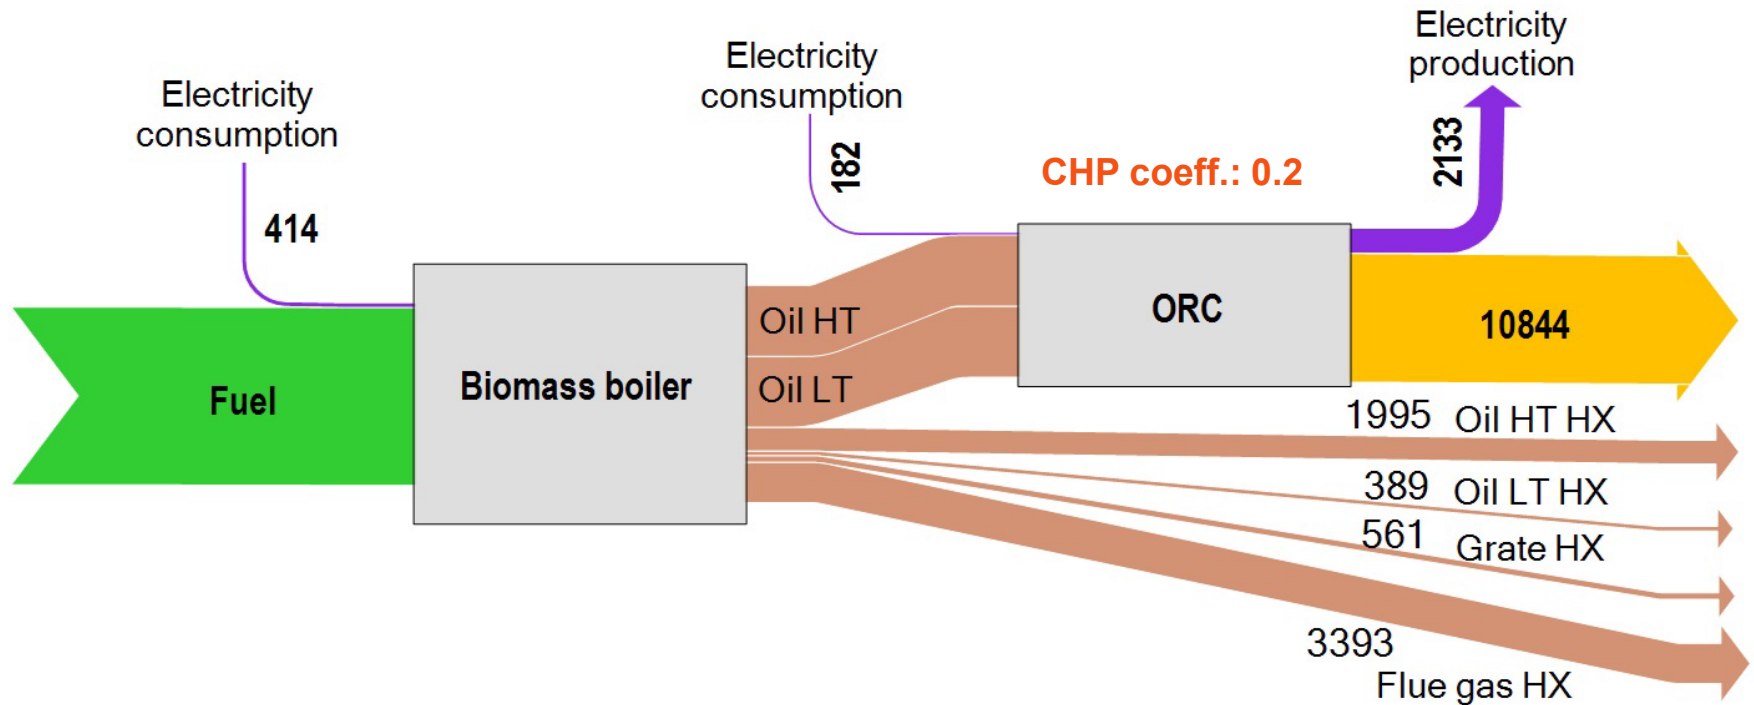 Electricity
consumption
414
Electricity
consumption
182
CHP coeff.: 0.2
Electricity
production
2133
Fuel
Biomass boiler
Oil HT
Oil LT
ORC
10844
1995 Oil HT HX
389 Oil LT HX
561 Grate HX
3393
Flue gas HX